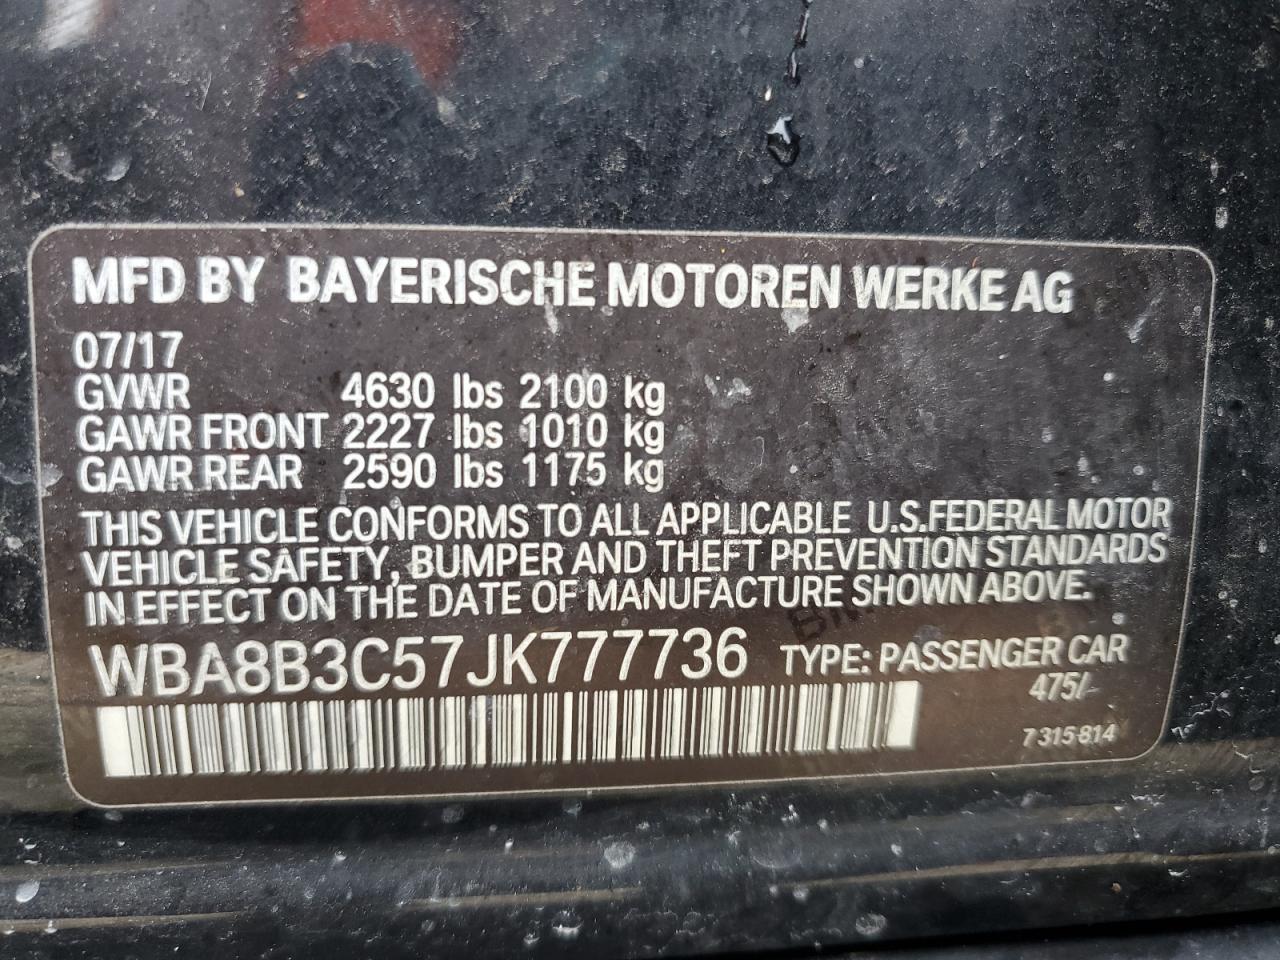 MFD BY BAYERISCHE MOTOREN WERKE AG
07/17
GVWR 4630 lbs 2100 kg
GAWR FRONT 2227 lbs 1010 kg
GAWR REAR 2590 lbs 1175 kg
THIS VEHICLE CONFORMS TO ALL APPLICABLE U.S.FEDERAL MOTOR
VEHICLE SAFETY, BUMPER AND THEFT PREVENTION STANDARDS
IN EFFECT ON THE DATE OF MANUFACTURE SHOWN ABOVE.
WBA8B3C57JK777736 TYPE: PASSENGER CAR
475/-
7 315 814